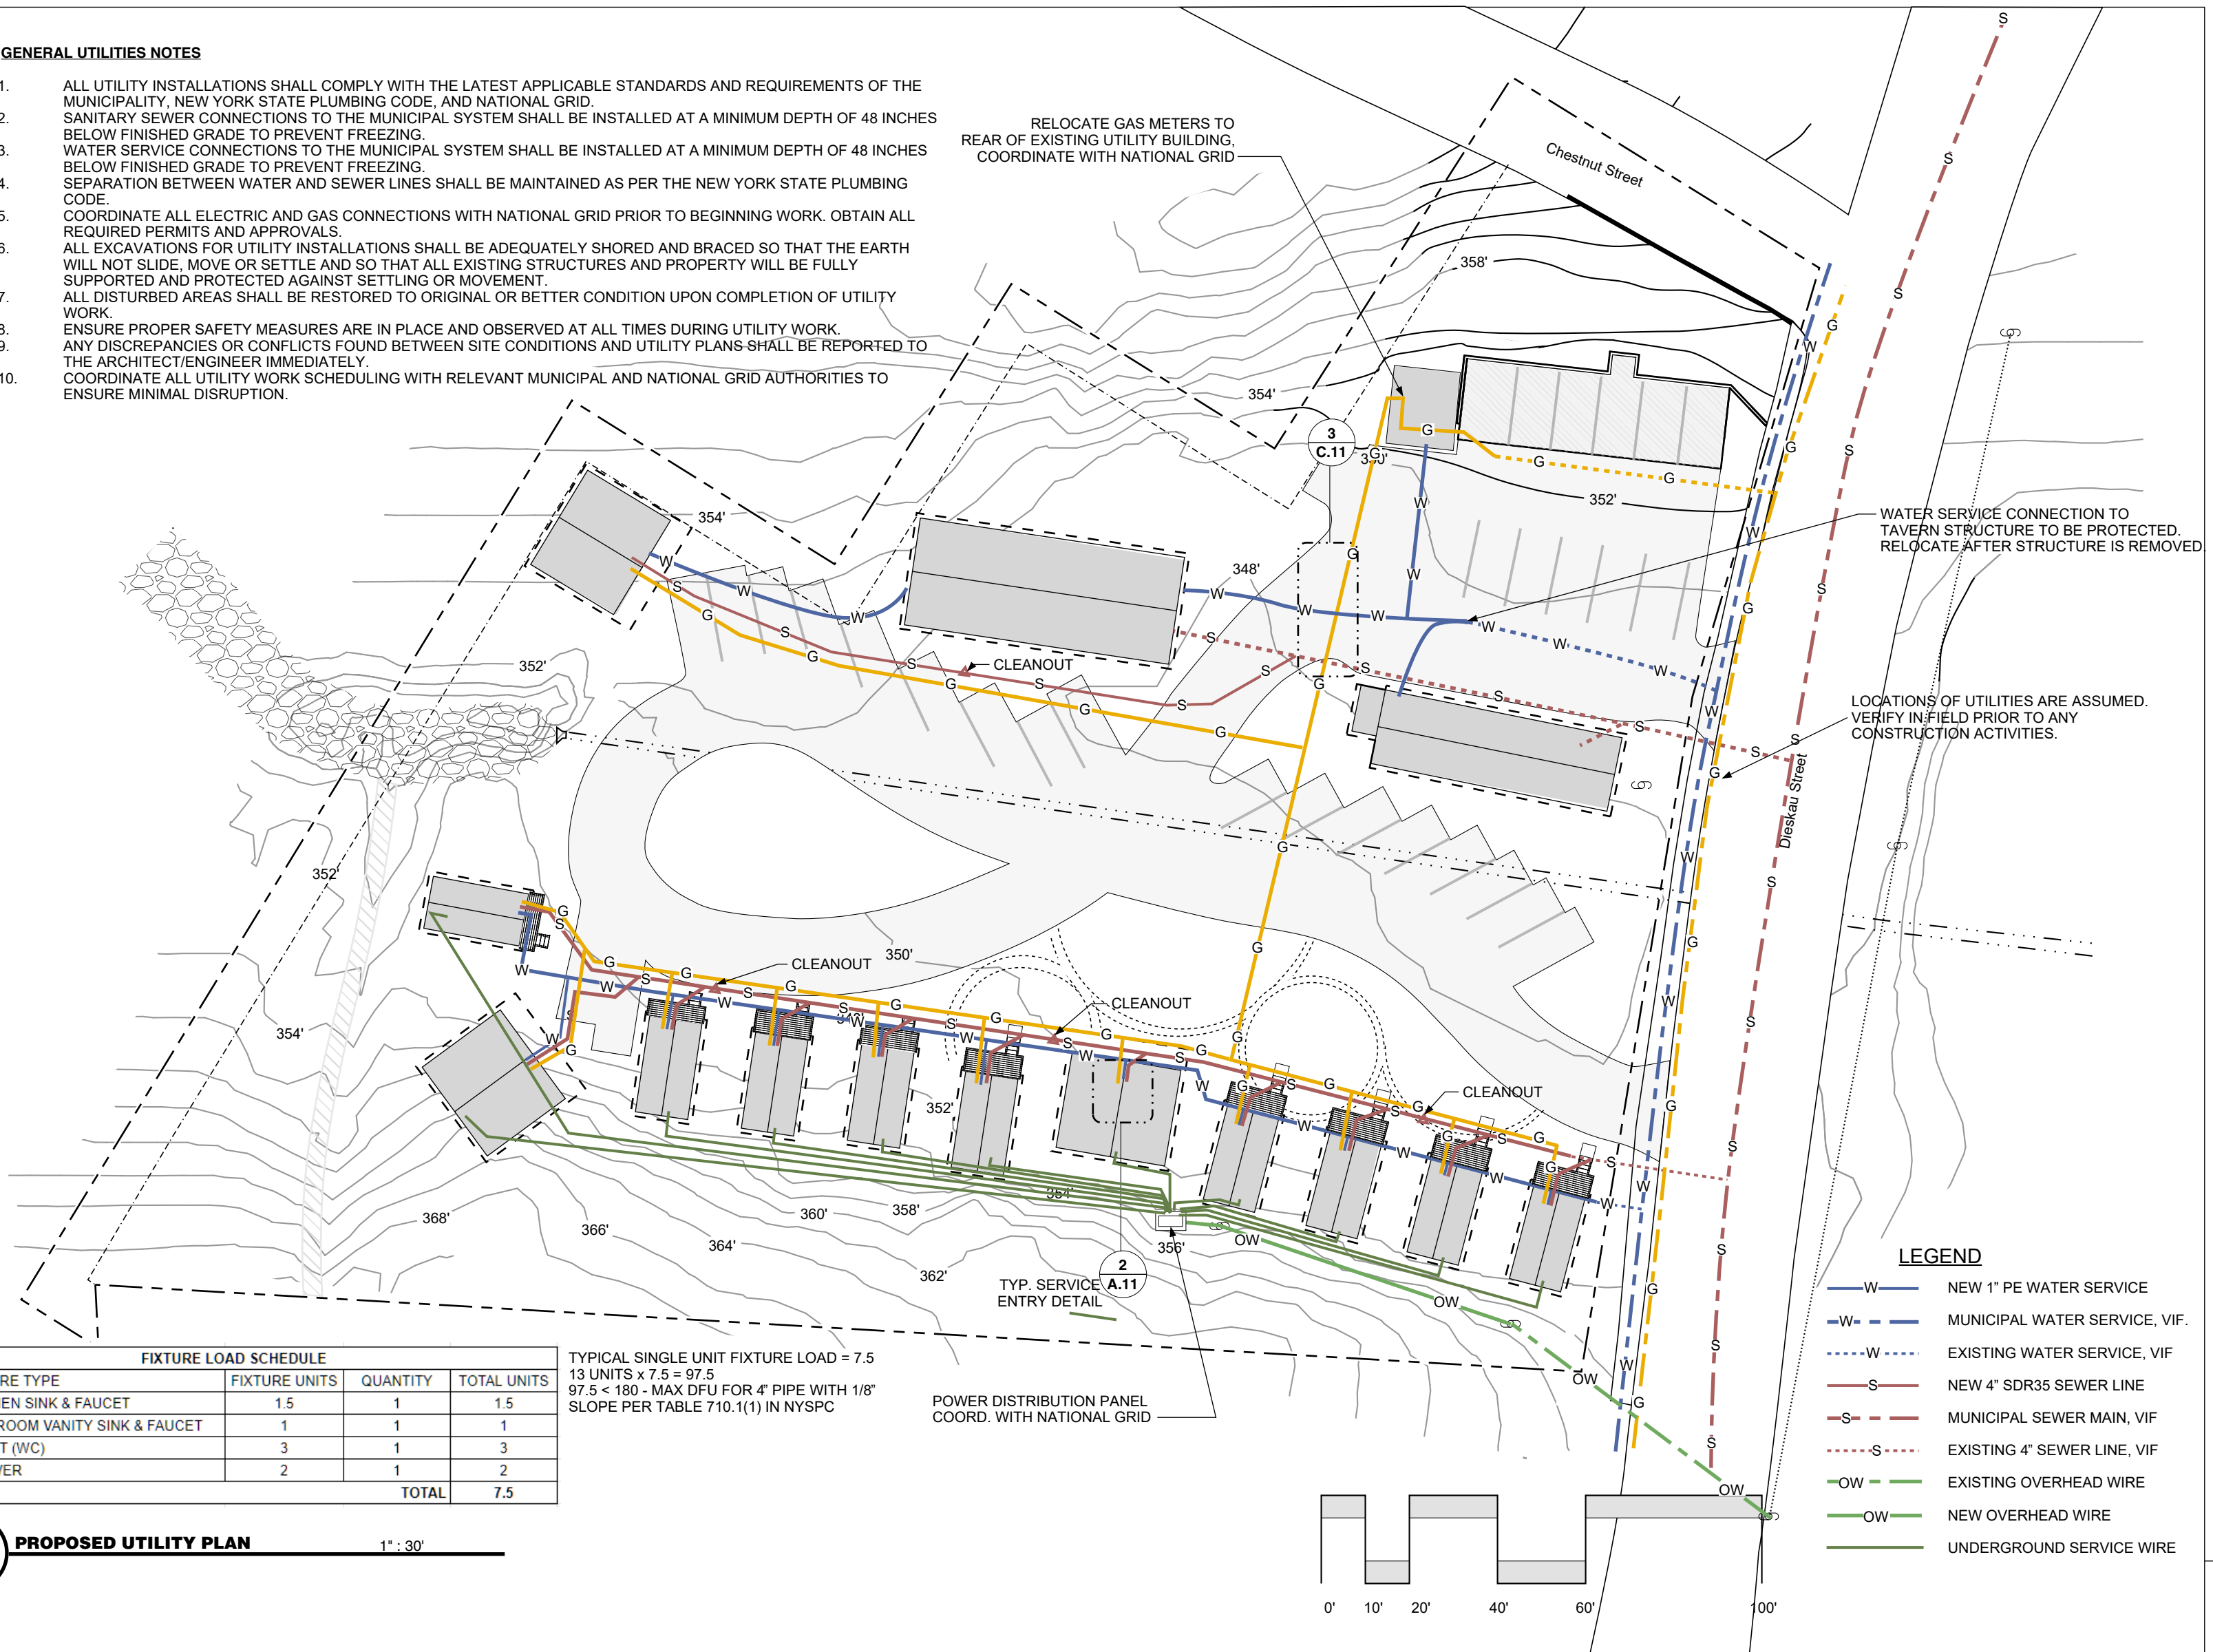 GENERAL UTILITIES NOTES
1. ALL UTILITY INSTALLATIONS SHALL COMPLY WITH THE LATEST APPLICABLE STANDARDS AND REQUIREMENTS OF THE
MUNICIPALITY, NEW YORK STATE PLUMBING CODE, AND NATIONAL GRID.
2. SANITARY SEWER CONNECTIONS TO THE MUNICIPAL SYSTEM SHALL BE INSTALLED AT A MINIMUM DEPTH OF 48 INCHES
BELOW FINISHED GRADE TO PREVENT FREEZING.
3. WATER SERVICE CONNECTIONS TO THE MUNICIPAL SYSTEM SHALL BE INSTALLED AT A MINIMUM DEPTH OF 48 INCHES
BELOW FINISHED GRADE TO PREVENT FREEZING.
4. SEPARATION BETWEEN WATER AND SEWER LINES SHALL BE MAINTAINED AS PER THE NEW YORK STATE PLUMBING
CODE.
5. COORDINATE ALL ELECTRIC AND GAS CONNECTIONS WITH NATIONAL GRID PRIOR TO BEGINNING WORK. OBTAIN ALL
REQUIRED PERMITS AND APPROVALS.
6. ALL EXCAVATIONS FOR UTILITY INSTALLATIONS SHALL BE ADEQUATELY SHORED AND BRACED SO THAT THE EARTH
WILL NOT SLIDE, MOVE OR SETTLE AND SO THAT ALL EXISTING STRUCTURES AND PROPERTY WILL BE FULLY
SUPPORTED AND PROTECTED AGAINST SETTLING OR MOVEMENT.
7. ALL DISTURBED AREAS SHALL BE RESTORED TO ORIGINAL OR BETTER CONDITION UPON COMPLETION OF UTILITY
WORK.
8. ENSURE PROPER SAFETY MEASURES ARE IN PLACE AND OBSERVED AT ALL TIMES DURING UTILITY WORK.
9. ANY DISCREPANCIES OR CONFLICTS FOUND BETWEEN SITE CONDITIONS AND UTILITY PLANS SHALL BE REPORTED TO
THE ARCHITECT/ENGINEER IMMEDIATELY.
10. COORDINATE ALL UTILITY WORK SCHEDULING WITH RELEVANT MUNICIPAL AND NATIONAL GRID AUTHORITIES TO
ENSURE MINIMAL DISRUPTION.
RELOCATE GAS METERS TO
REAR OF EXISTING UTILITY BUILDING,
COORDINATE WITH NATIONAL GRID
Chestnut Street
358'
354'
3
C.11
352'
354'
348'
WATER SERVICE CONNECTION TO
TAVERN STRUCTURE TO BE PROTECTED.
RELOCATE AFTER STRUCTURE IS REMOVED.
352'
CLEANOUT
LOCATIONS OF UTILITIES ARE ASSUMED.
VERIFY IN FIELD PRIOR TO ANY
CONSTRUCTION ACTIVITIES.
Dieskau Street
352'
350'
CLEANOUT
CLEANOUT
354'
CLEANOUT
352'
354'
368'
366'
364'
360'
358'
362'
356'
2
A.11
TYP. SERVICE
ENTRY DETAIL
POWER DISTRIBUTION PANEL
COORD. WITH NATIONAL GRID
LEGEND
W NEW 1" PE WATER SERVICE
W MUNICIPAL WATER SERVICE, VIF.
W EXISTING WATER SERVICE, VIF
S NEW 4" SDR35 SEWER LINE
S MUNICIPAL SEWER MAIN, VIF
S EXISTING 4" SEWER LINE, VIF
OW EXISTING OVERHEAD WIRE
OW NEW OVERHEAD WIRE
UNDERGROUND SERVICE WIRE
FIXTURE LOAD SCHEDULE
RE TYPE FIXTURE UNITS QUANTITY TOTAL UNITS
EN SINK & FAUCET 1.5 1 1.5
ROOM VANITY SINK & FAUCET 1 1 1
T (WC) 3 1 3
ER 2 1 2
TOTAL 7.5
TYPICAL SINGLE UNIT FIXTURE LOAD = 7.5
13 UNITS x 7.5 = 97.5
97.5 < 180 - MAX DFU FOR 4" PIPE WITH 1/8"
SLOPE PER TABLE 710.1(1) IN NYSPC
PROPOSED UTILITY PLAN 1" : 30'
0' 10' 20' 40' 60' 100'